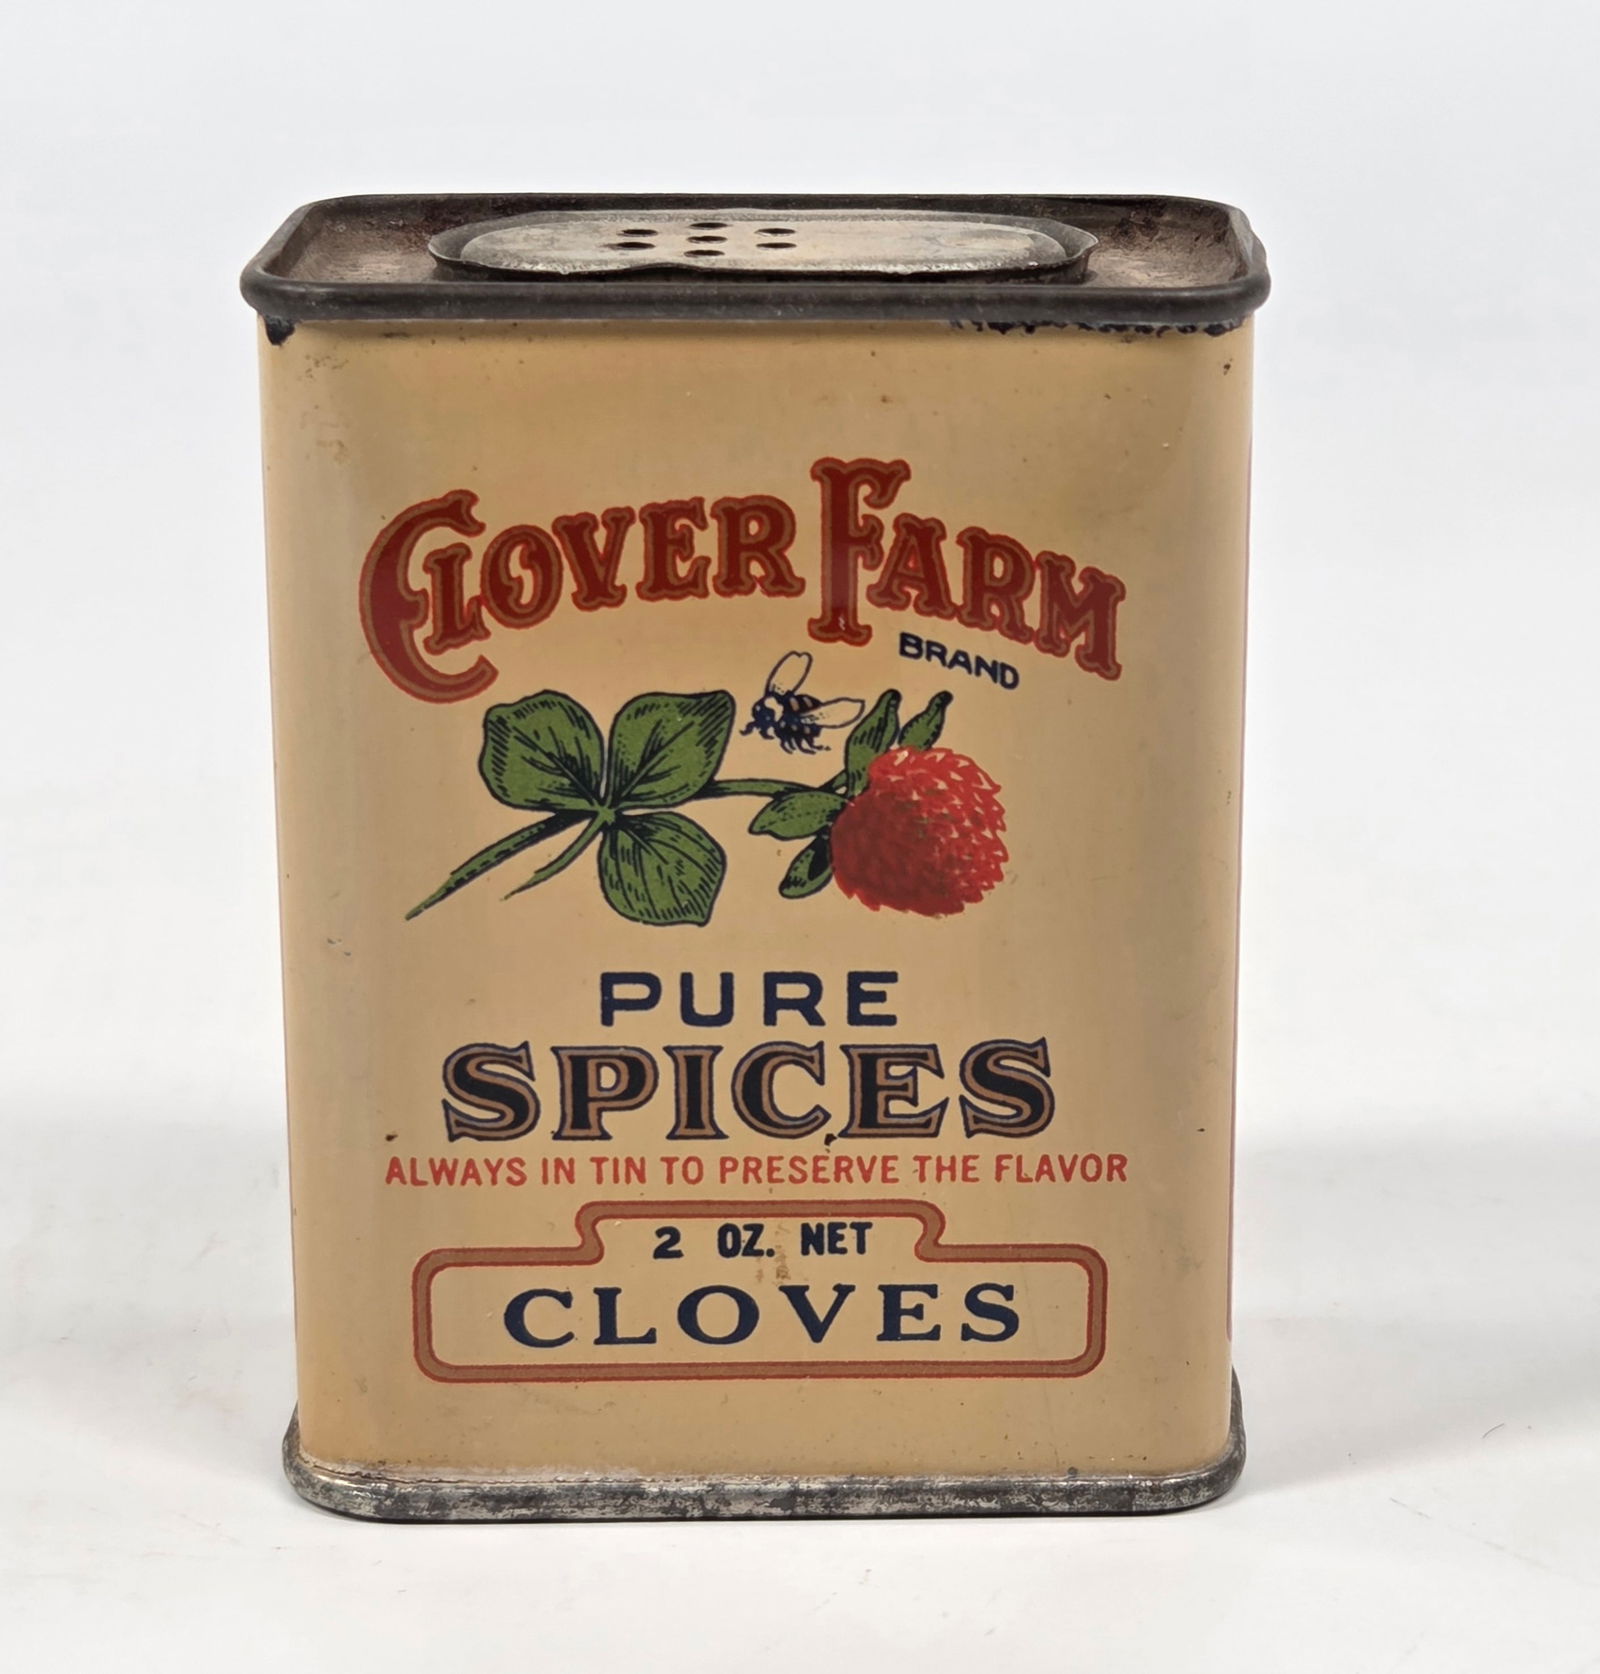 CLOVER FARM
BRAND
PURE
SPICES
ALWAYS IN TIN TO PRESERVE THE FLAVOR
2 OZ. NET
CLOVES